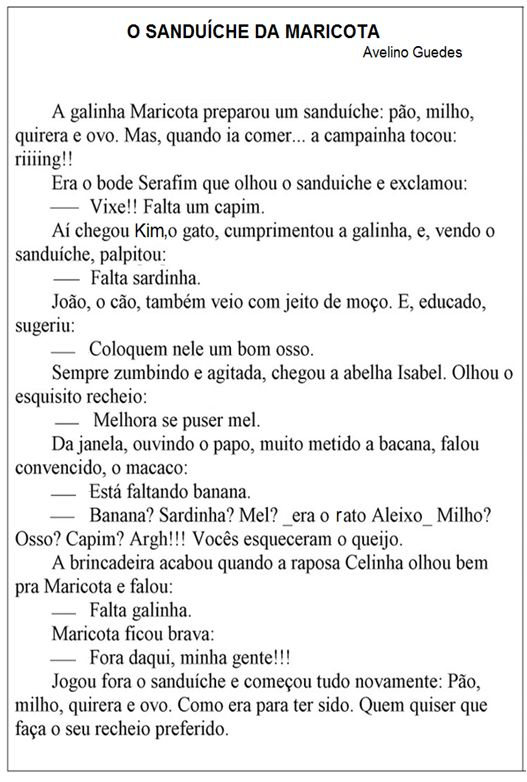 O SANDUÍCHE DA MARICOTA
Avelino Guedes
A galinha Maricota preparou um sanduíche: pão, milho,
quirera e ovo. Mas, quando ia comer... a campainha tocou:
riiiing!!
Era o bode Serafim que olhou o sanduiche e exclamou:
— Vixe!! Falta um capim.
Aí chegou Kim,o gato, cumprimentou a galinha, e, vendo o
sanduíche, palpitou:
— Falta sardinha.
João, o cão, também veio com jeito de moço. E, educado,
sugeriu:
— Coloquem nele um bom osso.
Sempre zumbindo e agitada, chegou a abelha Isabel. Olhou o
esquisito recheio:
— Melhora se puser mel.
Da janela, ouvindo o papo, muito metido a bacana, falou
convencido, o macaco:
— Está faltando banana.
— Banana? Sardinha? Mel? _era o rato Aleixo_ Milho?
Osso? Capim? Argh!!! Vocês esqueceram o queijo.
A brincadeira acabou quando a raposa Celinha olhou bem
pra Maricota e falou:
— Falta galinha.
Maricota ficou brava:
— Fora daqui, minha gente!!!
Jogou fora o sanduíche e começou tudo novamente: Pão,
milho, quirera e ovo. Como era para ter sido. Quem quiser que
faça o seu recheio preferido.